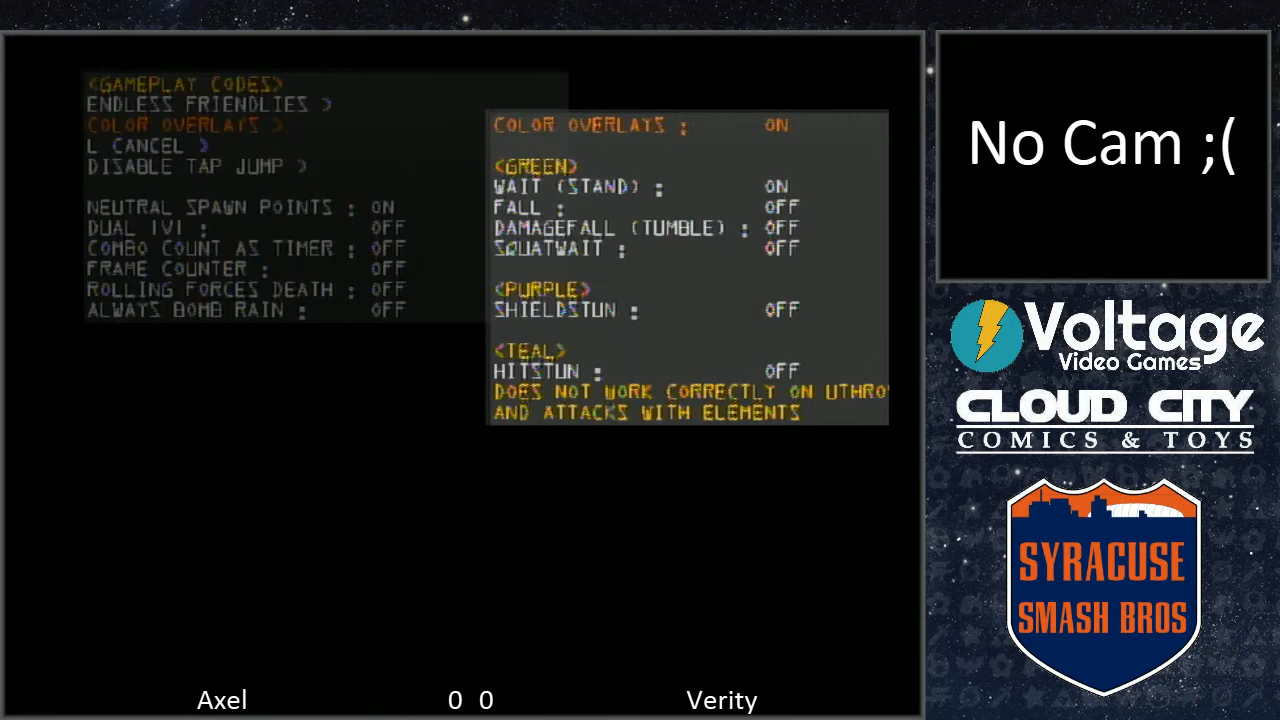 <GAMEPLAY CODES>
ENDLESS FRIENDLIES >
COLOR OVERLAYS >
L CANCEL >
DISABLE TAP JUMP >
NEUTRAL SPAWN POINTS : ON
DUAL 1V1 : OFF
COMBO COUNT AS TIMER : OFF
FRAME COUNTER : OFF
ROLLING FORCES DEATH : OFF
ALWAYS BOMB RAIN : OFF
COLOR OVERLAYS : ON
<GREEN>
WAIT (STAND) : ON
FALL : OFF
DAMAGEFALL (TUMBLE) : OFF
SQUATWAIT : OFF
<PURPLE>
SHIELDSTUN : OFF
<TEAL>
HITSTUN : OFF
DOES NOT WORK CORRECTLY ON UTHRO
AND ATTACKS WITH ELEMENTS
No Cam ;(
Voltage
Video Games
CLOUD CITY
COMICS & TOYS
SYRACUSE
SMASH BROS
Axel 0 0 Verity